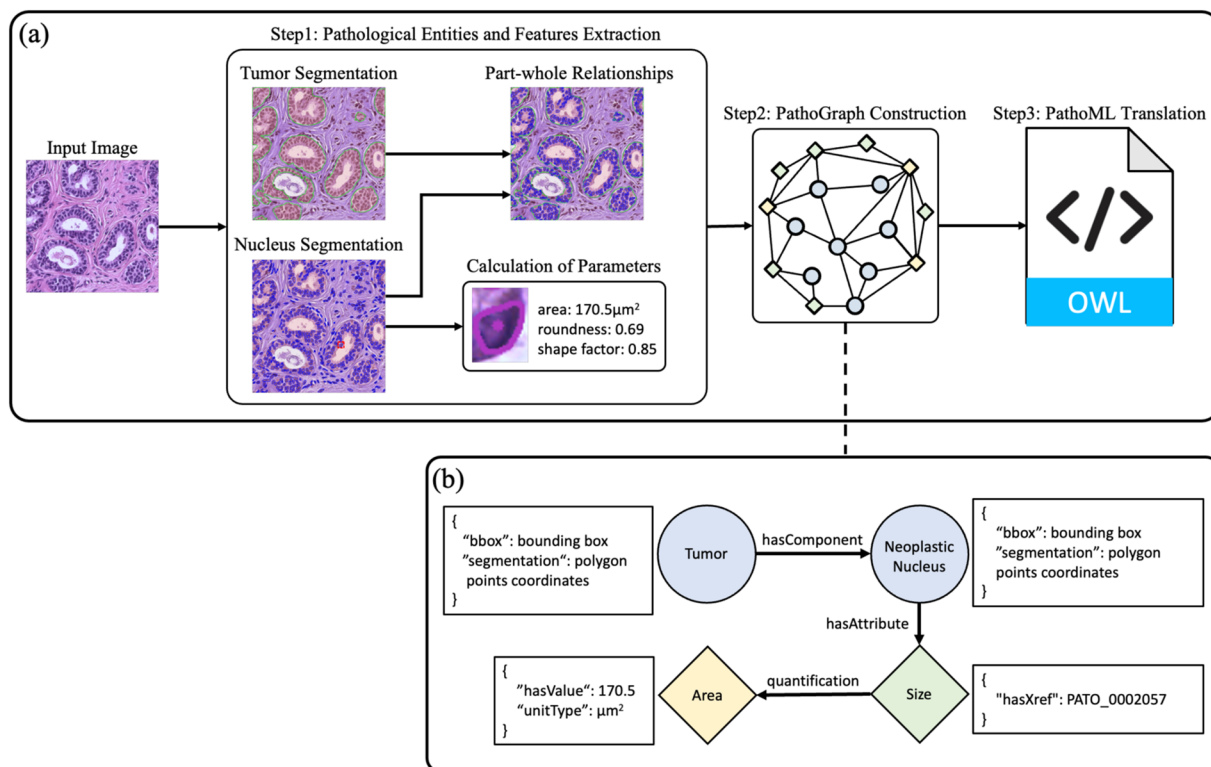 (a)
Step1: Pathological Entities and Features Extraction
Tumor Segmentation
Part-whole Relationships
Input Image
Nucleus Segmentation
Calculation of Parameters
area: 170.5μm²
roundness: 0.69
shape factor: 0.85
Step2: PathoGraph Construction
Step3: PathoML Translation
</>
OWL
(b)
{
“bbox”: bounding box
”segmentation“: polygon
points coordinates
}
Tumor
hasComponent
Neoplastic
Nucleus
{
“bbox”: bounding box
”segmentation“: polygon
points coordinates
}
hasAttribute
{
”hasValue“: 170.5
“unitType”: μm²
}
Area
quantification
Size
{
"hasXref": PATO_0002057
}